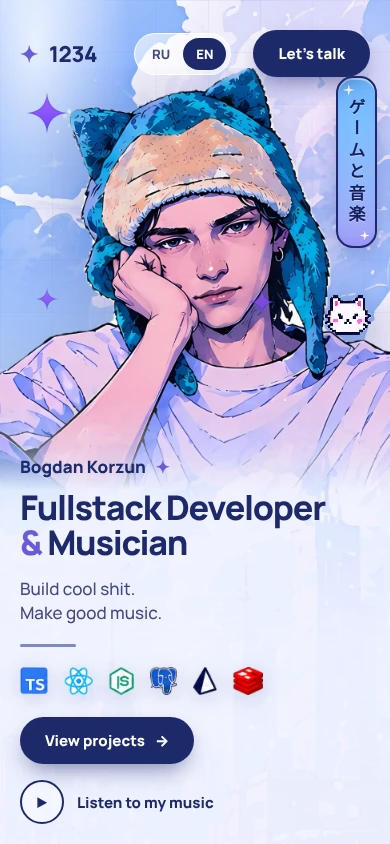 1234
RU EN
Let's talk
ゲームと音楽
Bogdan Korzun
Fullstack Developer
& Musician
Build cool shit.
Make good music.
TS
JS
View projects →
Listen to my music